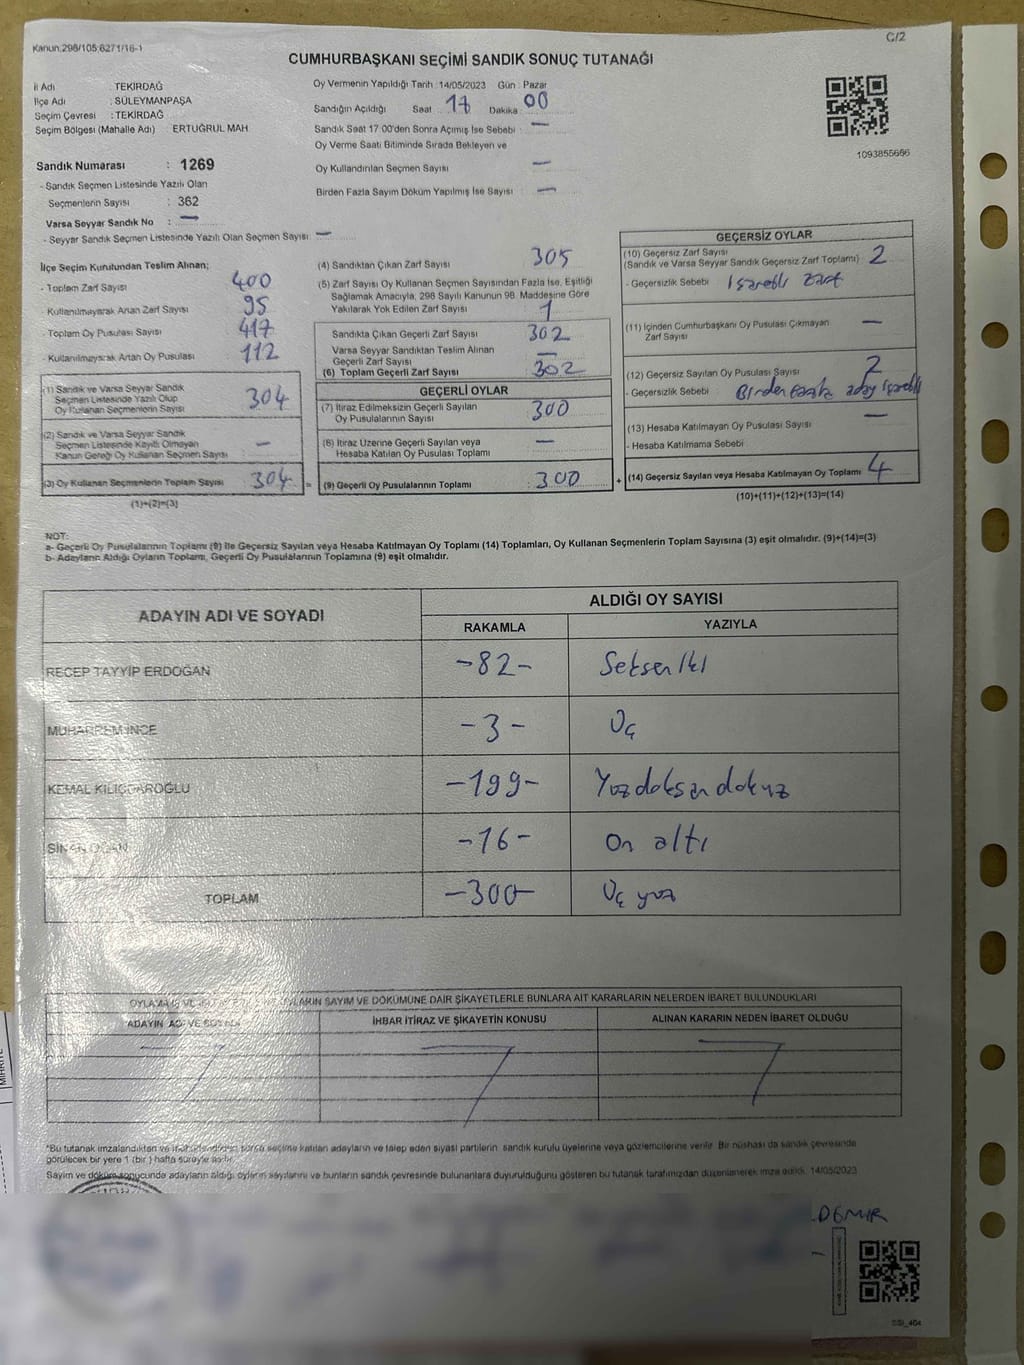 Kanun:298/105;6271/16-1
C/2
CUMHURBAŞKANI SEÇİMİ SANDIK SONUÇ TUTANAĞI
İl Adı : TEKİRDAĞ
İlçe Adı : SÜLEYMANPAŞA
Seçim Çevresi : TEKİRDAĞ
Seçim Bölgesi (Mahalle Adı) ERTUĞRUL MAH.
Sandık Numarası : 1269
- Sandık Seçmen Listesinde Yazılı Olan
Seçmenlerin Sayısı : 362
Varsa Seyyar Sandık No : —
- Seyyar Sandık Seçmen Listesinde Yazılı Olan Seçmen Sayısı : —
Oy Vermenin Yapıldığı Tarih :14/05/2023 Gün : Pazar
Sandığın Açıldığı Saat 17 Dakika 00
Sandık Saat 17:00'den Sonra Açımış İse Sebebi : —
Oy Verme Saati Bitiminde Sırada Bekleyen ve
Oy Kullandırılan Seçmen Sayısı —
Birden Fazla Sayım Döküm Yapılmış İse Sayısı : —
1093855666
İlçe Seçim Kurulundan Teslim Alınan;
- Toplam Zarf Sayısı : 400
- Kullanılmayarak Artan Zarf Sayısı : 95
- Toplam Oy Pusulası Sayısı : 417
- Kullanılmayarak Artan Oy Pusulası : 112
(1) Sandık ve Varsa Seyyar Sandık
Seçmen Listesinde Yazılı Olup
Oy Kullanan Seçmenlerin Sayısı : 304
(2) Sandık ve Varsa Seyyar Sandık
Seçmen Listesinde Kayıtlı Olmayan
Kanun Gereği Oy Kullanan Seçmen Sayısı : —
(3) Oy Kullanan Seçmenlerin Toplam Sayısı : 304
(1)+(2)=(3)
(4) Sandıktan Çıkan Zarf Sayısı : 305
(5) Zarf Sayısı Oy Kullanan Seçmen Sayısından Fazla İse, Eşitliği
Sağlamak Amacıyla, 298 Sayılı Kanunun 98. Maddesine Göre
Yakılarak Yok Edilen Zarf Sayısı : 1
Sandıkta Çıkan Geçerli Zarf Sayısı : 302
Varsa Seyyar Sandıktan Teslim Alınan
Geçerli Zarf Sayısı : —
(6) Toplam Geçerli Zarf Sayısı : 302
GEÇERLİ OYLAR
(7) İtiraz Edilmeksizin Geçerli Sayılan
Oy Pusulasının Sayısı : 300
(8) İtiraz Üzerine Geçerli Sayılan veya
Hesaba Katılan Oy Pusulası Toplamı : —
= (9) Geçerli Oy Pusulalarının Toplamı : 300
GEÇERSİZ OYLAR
(10) Geçersiz Zarf Sayısı
(Sandık ve Varsa Seyyar Sandık Geçersiz Zarf Toplamı) : 2
- Geçersizlik Sebebi : İşaretli zarf
(11) İçinden Cumhurbaşkanı Oy Pusulası Çıkmayan
Zarf Sayısı : —
(12) Geçersiz Sayılan Oy Pusulası Sayısı : 2
- Geçersizlik Sebebi : Birden fazla aday işaretli
(13) Hesaba Katılmayan Oy Pusulası Sayısı : —
- Hesaba Katılmama Sebebi
+ (14) Geçersiz Sayılan veya Hesaba Katılmayan Oy Toplamı : 4
(10)+(11)+(12)+(13)=(14)
NOT:
a- Geçerli Oy Pusulalarının Toplamı (9) İle Geçersiz Sayılan veya Hesaba Katılmayan Oy Toplamı (14) Toplamları, Oy Kullanan Seçmenlerin Toplam Sayısına (3) eşit olmalıdır. (9)+(14)=(3)
b- Adayların Aldığı Oyların Toplamı, Geçerli Oy Pusulalarının Toplamına (9) eşit olmalıdır.
ADAYIN ADI VE SOYADI
ALDIĞI OY SAYISI
RAKAMLA YAZIYLA
RECEP TAYYİP ERDOĞAN -82- Seksen iki
MUHARREM İNCE -3- Üç
KEMAL KILIÇDAROĞLU -199- Yüzdoksan dokuz
SİNAN OĞAN -16- On altı
TOPLAM -300- Üç yüz
OYLAMA İŞ VE OYLARIN SAYIM VE DÖKÜMÜNE DAİR ŞİKAYETLERLE BUNLARA AİT KARARLARIN NELERDEN İBARET BULUNDUKLARI
ADAYIN ADI VE SOYADI İHBAR İTİRAZ VE ŞİKAYETİN KONUSU ALINAN KARARIN NEDEN İBARET OLDUĞU
*Bu tutanak imzalandıktan ve mühürlendikten sonra seçime katılan adayların ve talep eden siyasi partilerin sandık kurulu üyelerine veya gözlemcilerine verilir. Bir nüshası da sandık çevresinde
görülecek bir yere 1 (bir) hafta süreyle asılır.
Sayım ve döküm sonucunda adayların aldığı oyların sayılarını ve bunların sandık çevresinde bulunanlara duyurulduğunu gösteren bu tutanak tarafımızdan düzenlenerek imza edildi. 14/05/2023
DEMİR
SSI_464